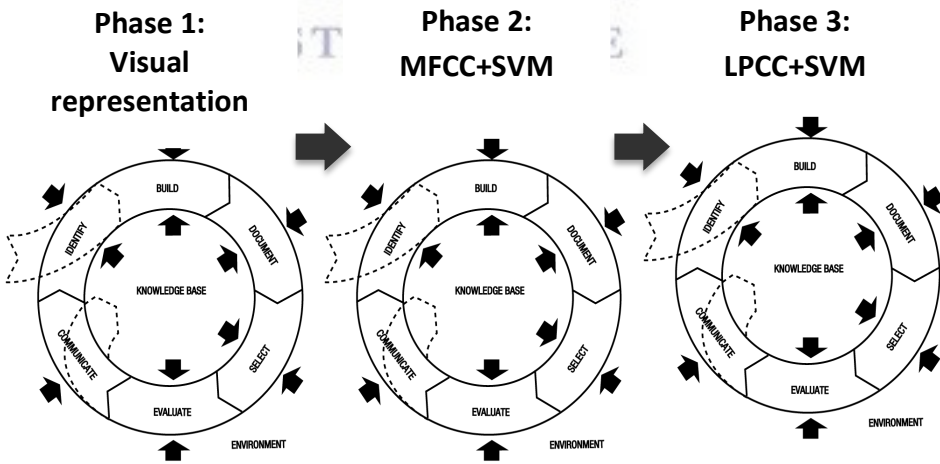 Phase 1:
Visual
representation
Phase 2:
MFCC+SVM
Phase 3:
LPCC+SVM
BUILD
IDENTIFY
DOCUMENT
KNOWLEDGE BASE
COMMUNICATE
SELECT
EVALUATE
ENVIRONMENT
BUILD
IDENTIFY
DOCUMENT
KNOWLEDGE BASE
COMMUNICATE
SELECT
EVALUATE
ENVIRONMENT
BUILD
IDENTIFY
DOCUMENT
KNOWLEDGE BASE
COMMUNICATE
SELECT
EVALUATE
ENVIRONMENT